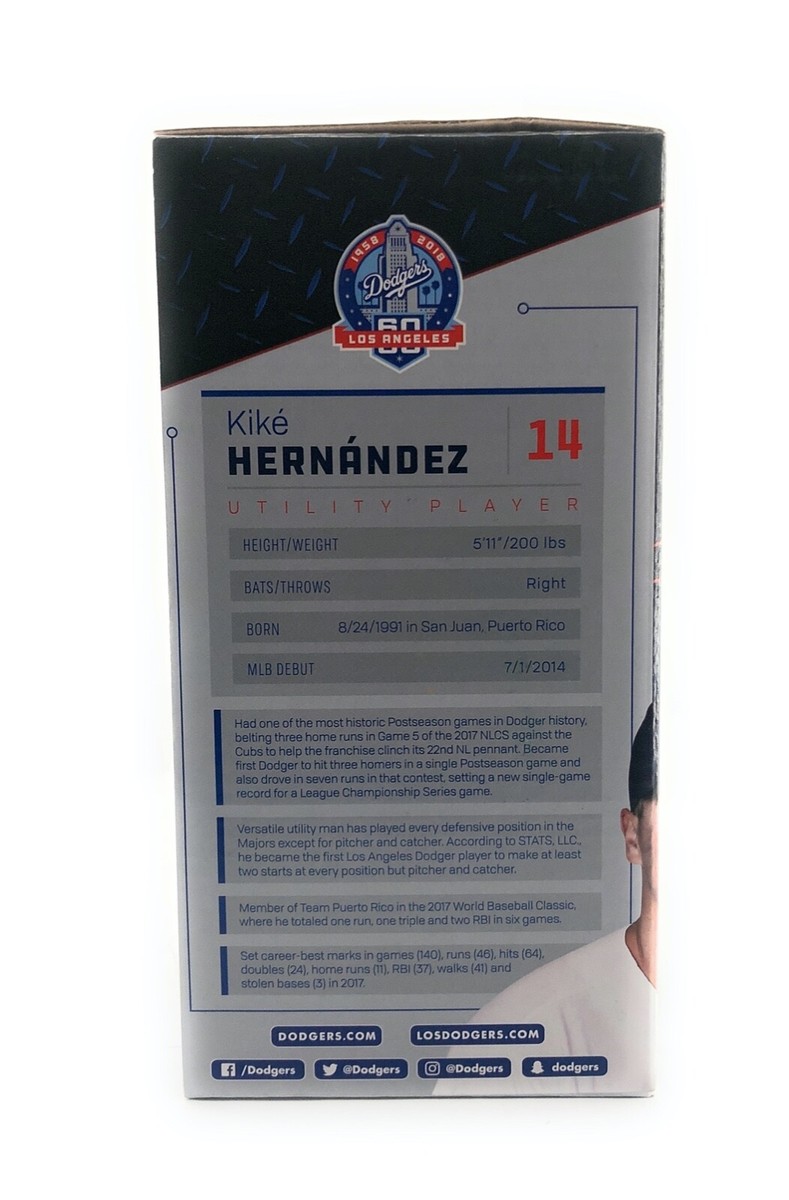 1958 2018
Dodgers
60
LOS ANGELES
Kiké
HERNÁNDEZ
14
UTILITY PLAYER
HEIGHT/WEIGHT 5'11"/200 lbs
BATS/THROWS Right
BORN 8/24/1991 in San Juan, Puerto Rico
MLB DEBUT 7/1/2014
Had one of the most historic Postseason games in Dodger history,
belting three home runs in Game 5 of the 2017 NLCS against the
Cubs to help the franchise clinch its 22nd NL pennant. Became
first Dodger to hit three homers in a single Postseason game and
also drove in seven runs in that contest, setting a new single-game
record for a League Championship Series game.
Versatile utility man has played every defensive position in the
Majors except for pitcher and catcher. According to STATS, LLC.,
he became the first Los Angeles Dodger player to make at least
two starts at every position but pitcher and catcher.
Member of Team Puerto Rico in the 2017 World Baseball Classic,
where he totaled one run, one triple and two RBI in six games.
Set career-best marks in games (140), runs (46), hits (64),
doubles (24), home runs (11), RBI (37), walks (41) and
stolen bases (3) in 2017.
DODGERS.COM LOSDODGERS.COM
/Dodgers @Dodgers @Dodgers dodgers